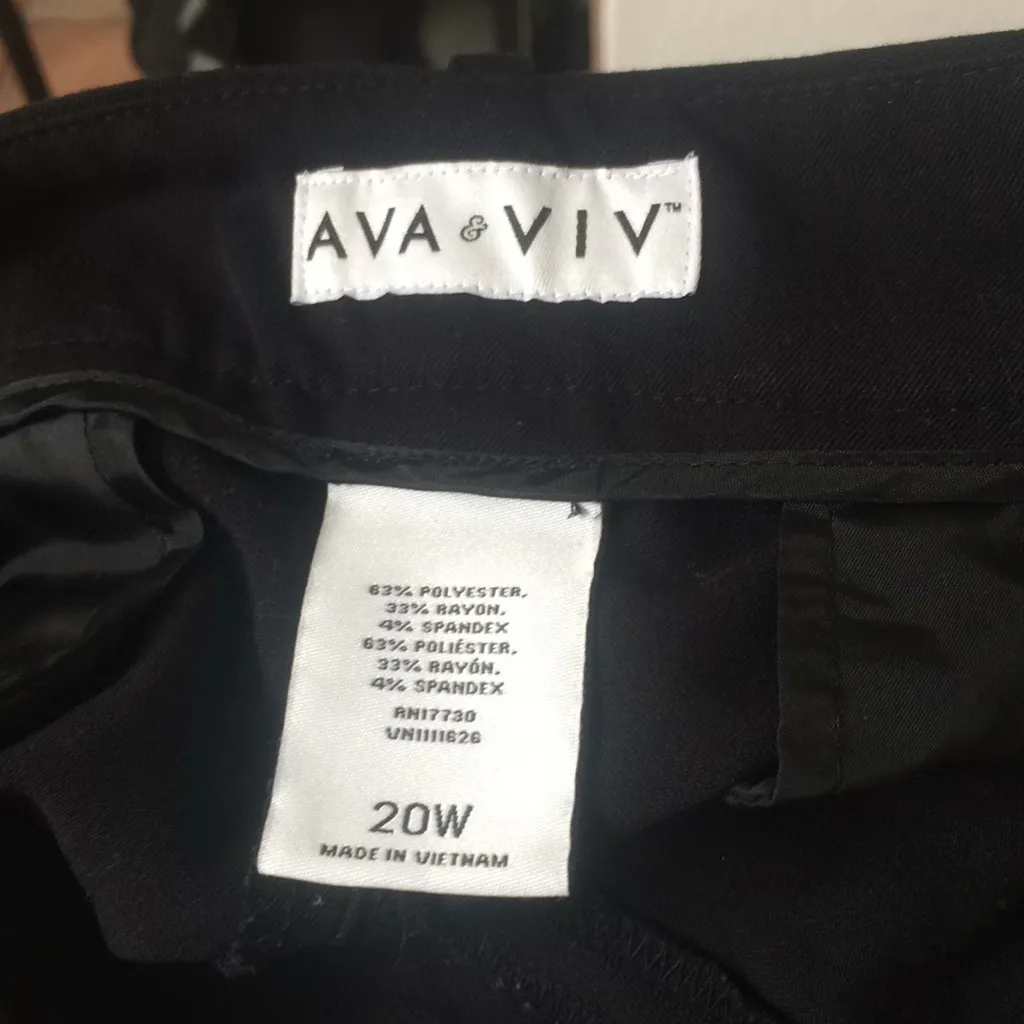 AVA & VIV™
63% POLYESTER,
33% RAYON,
4% SPANDEX
63% POLIÉSTER,
33% RAYÓN,
4% SPANDEX
RN17730
VN1111626
20W
MADE IN VIETNAM